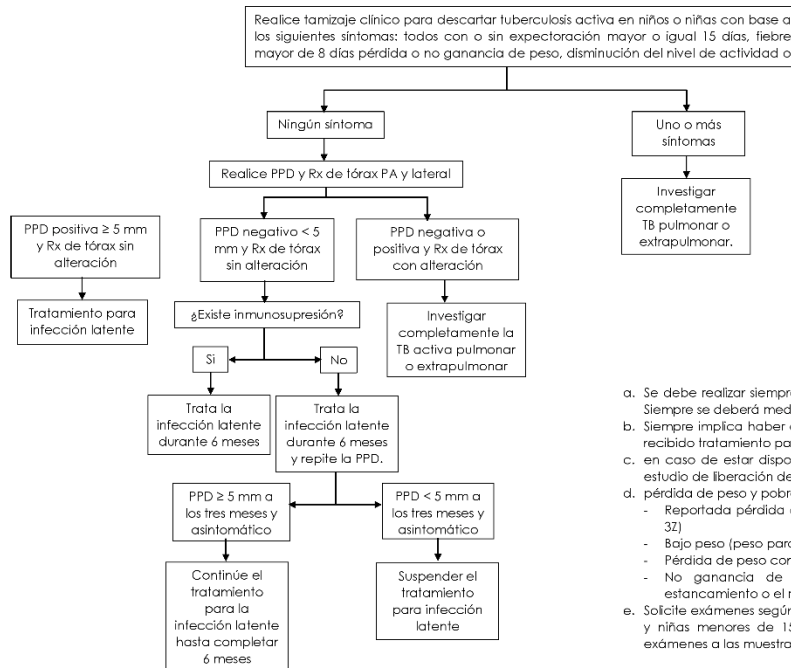 Realice tamizaje clínico para descartar tuberculosis activa en niños o niñas con base a
los siguientes síntomas: todos con o sin expectoración mayor o igual 15 días, fiebre
mayor de 8 días pérdida o no ganancia de peso, disminución del nivel de actividad o
Ningún síntoma
Uno o más
síntomas
Realice PPD y Rx de tórax PA y lateral
Investigar
completamente
TB pulmonar o
extrapulmonar.
PPD positiva ≥ 5 mm
y Rx de tórax sin
alteración
PPD negativo < 5
mm y Rx de tórax
sin alteración
PPD negativa o
positiva y Rx de tórax
con alteración
Tratamiento para
infección latente
¿Existe inmunosupresión?
Investigar
completamente la
TB activa pulmonar
o extrapulmonar
Si
No
Trata la
infección latente
durante 6 meses
Trata la
infección latente
durante 6 meses
y repite la PPD.
PPD ≥ 5 mm a
los tres meses y
asintomático
PPD < 5 mm a
los tres meses y
asintomático
Continúe el
tratamiento
para la
infección latente
hasta completar
6 meses
Suspender el
tratamiento
para infección
latente
a. Se debe realizar siempre
Siempre se deberá med
b. Siempre implica haber
recibido tratamiento pa
c. en caso de estar dispo
estudio de liberación de
d. pérdida de peso y pobr
- Reportada pérdida
3Z)
- Bajo peso (peso para
- Pérdida de peso con
- No ganancia de
estancamiento o el
e. Solicite exámenes según
y niñas menores de 15
exámenes a las muestra